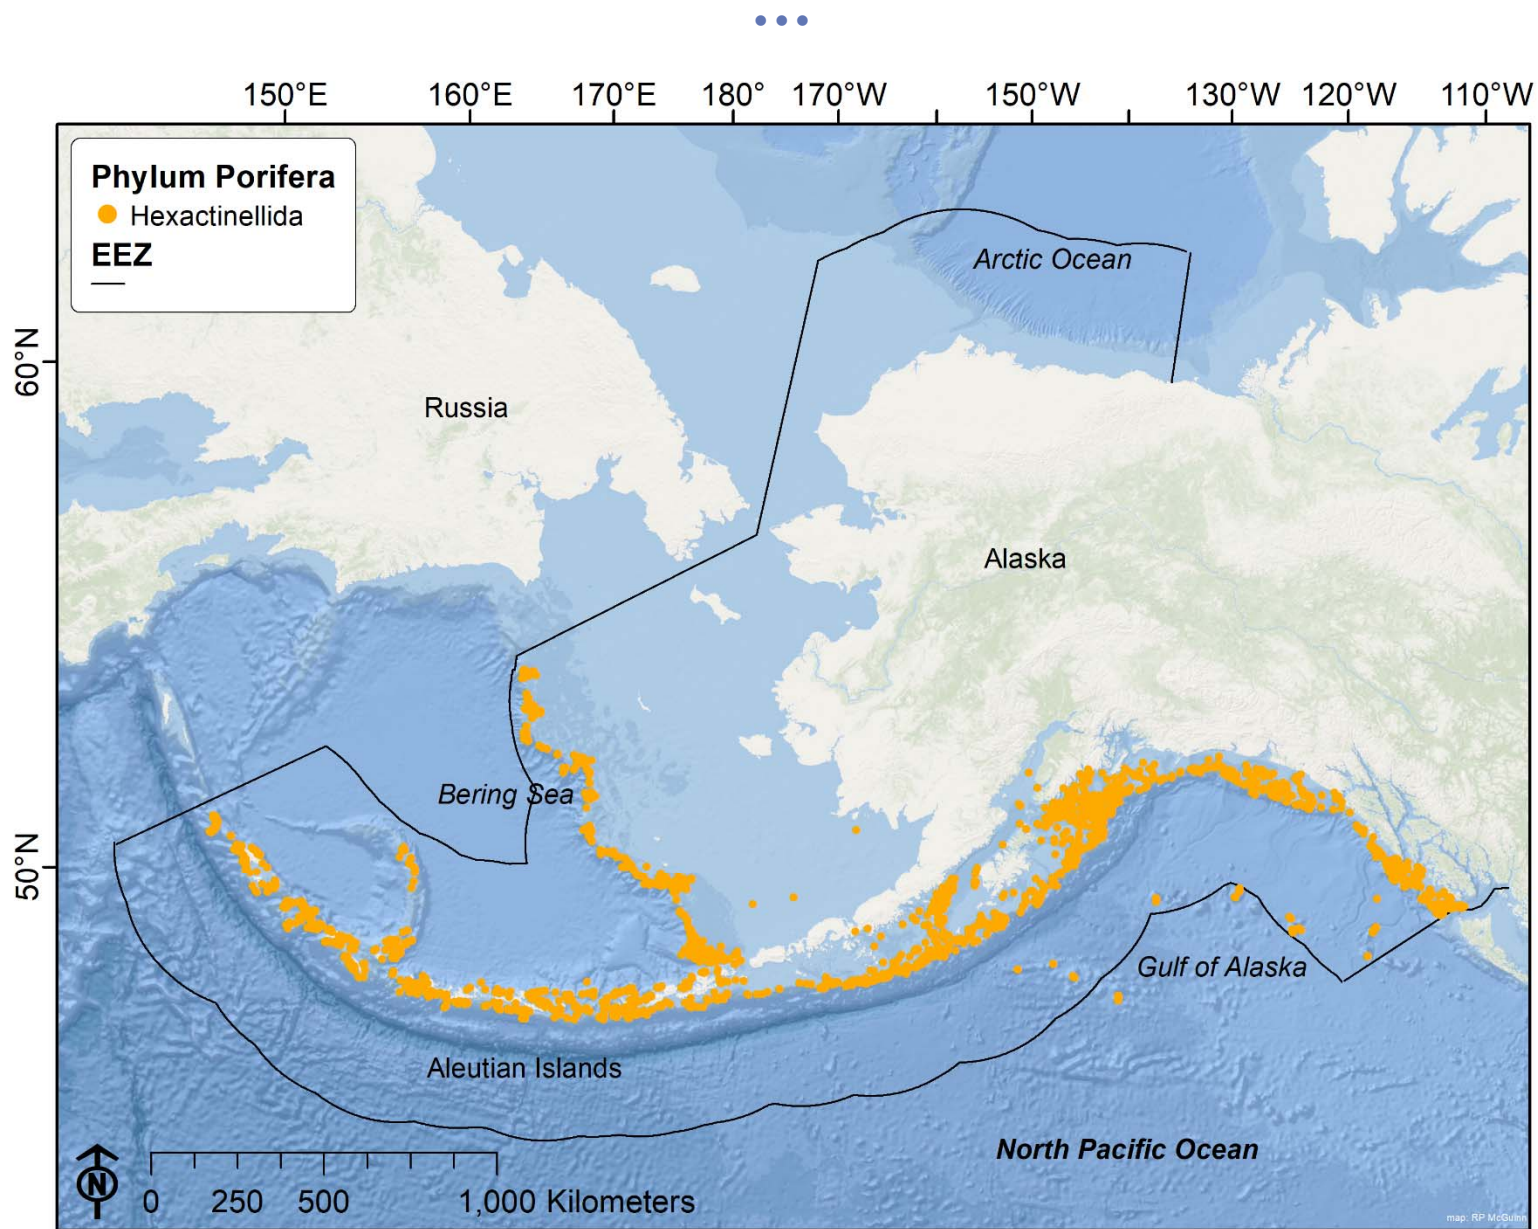 150°E 160°E 170°E 180° 170°W 150°W 130°W 120°W 110°W
Phylum Porifera
Hexactinellida
EEZ
Arctic Ocean
60°N
Russia
Alaska
Bering Sea
50°N
Gulf of Alaska
Aleutian Islands
North Pacific Ocean
N
0 250 500 1,000 Kilometers
map: RP McGuinn